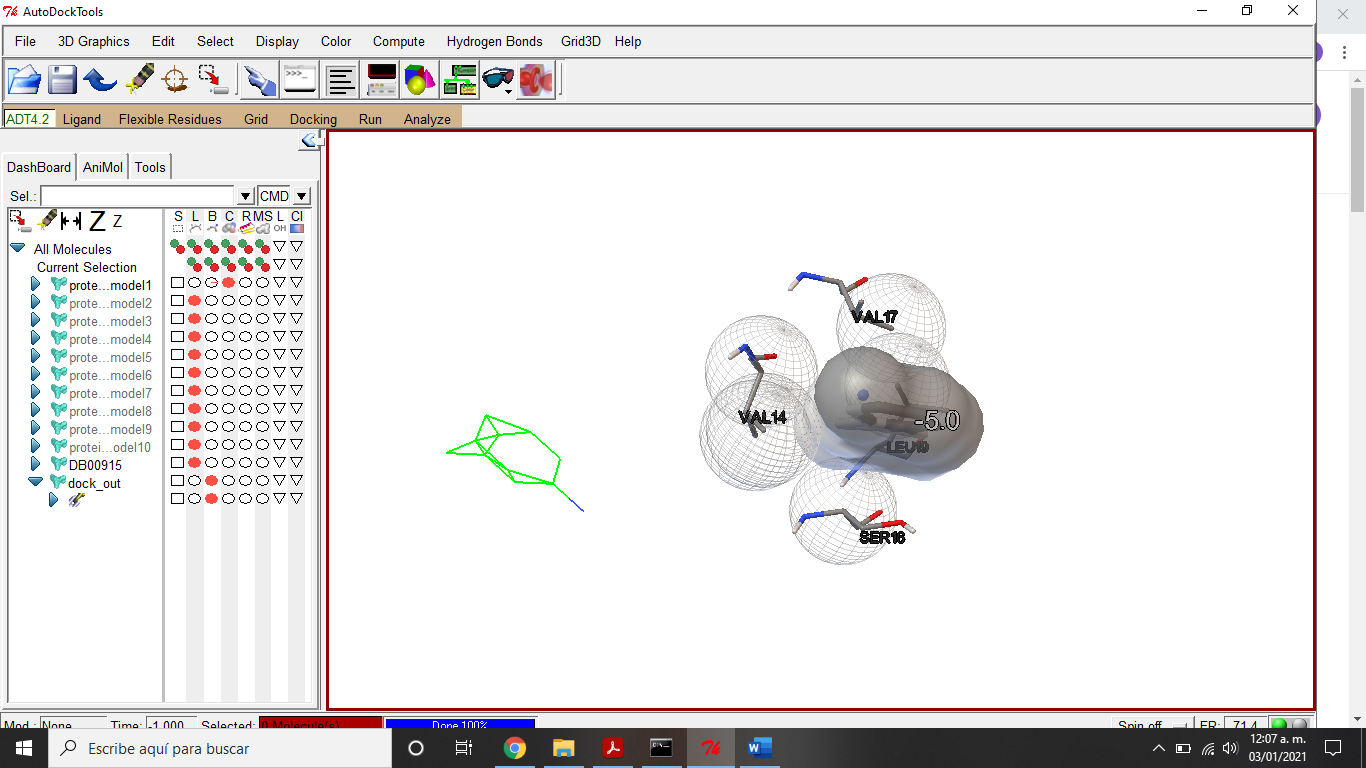 AutoDockTools
File 3D Graphics Edit Select Display Color Compute Hydrogen Bonds Grid3D Help
ADT4.2 Ligand Flexible Residues Grid Docking Run Analyze
DashBoard AniMol Tools
Sel.: CMD
Z Z S L B C R MS L Cl
OH
All Molecules
Current Selection
prote...model1
prote...model2
prote...model3
prote...model4
prote...model5
prote...model6
prote...model7
prote...model8
prote...model9
protei...odel10
DB00915
dock_out
VAL17
VAL14
-5.0
LEU19
SER16
Mod.: None Time: -1.000 Selected: 0 Molecule(s) Done 100% Spin off FR: 71.4
Escribe aquí para buscar
12:07 a. m.
03/01/2021